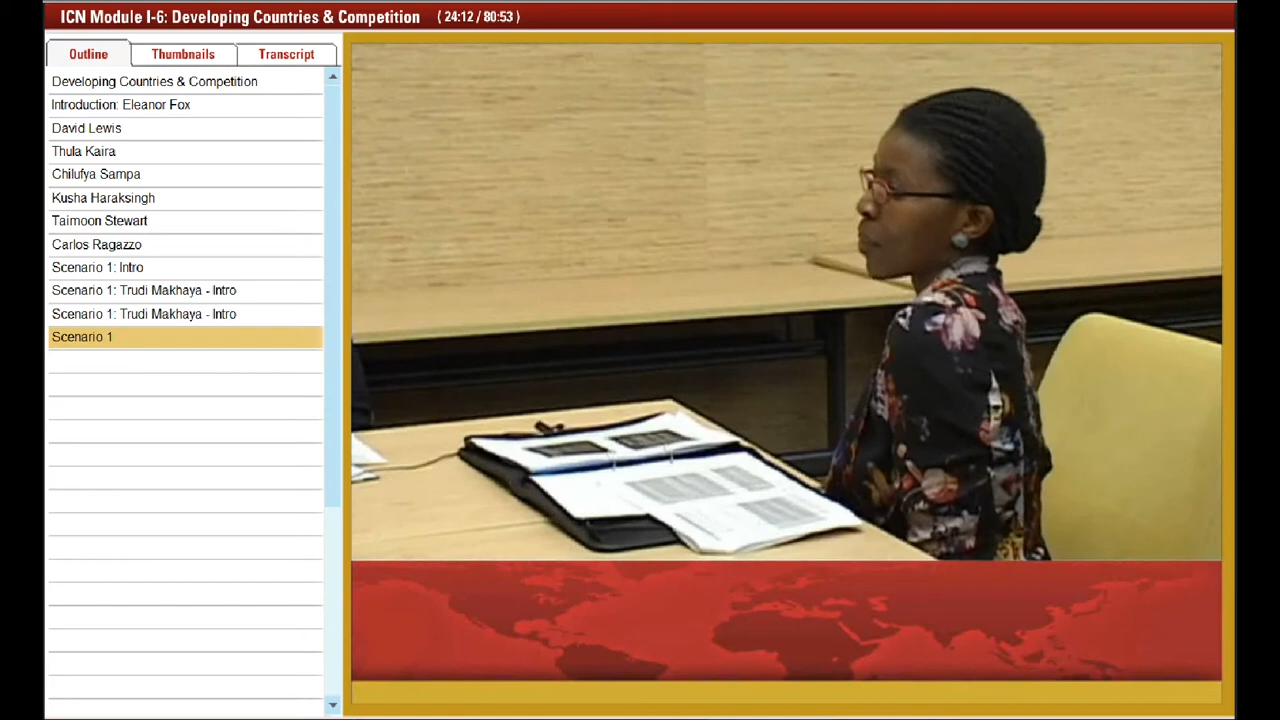 ICN Module I-6: Developing Countries & Competition ( 24:12 / 80:53 )
Outline Thumbnails Transcript
Developing Countries & Competition
Introduction: Eleanor Fox
David Lewis
Thula Kaira
Chilufya Sampa
Kusha Haraksingh
Taimoon Stewart
Carlos Ragazzo
Scenario 1: Intro
Scenario 1: Trudi Makhaya - Intro
Scenario 1: Trudi Makhaya - Intro
Scenario 1